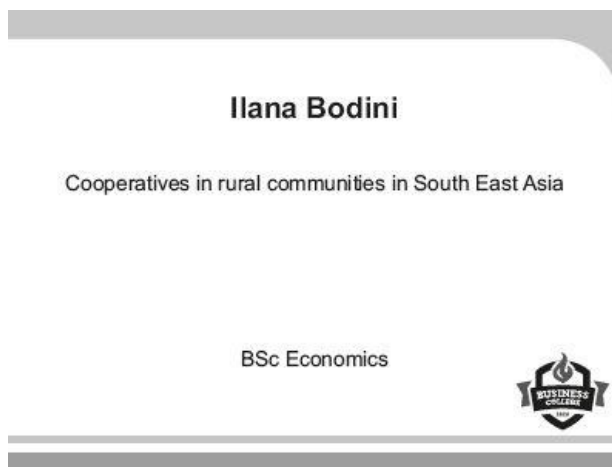 Ilana Bodini
Cooperatives in rural communities in South East Asia
BSc Economics
BUSINESS
COLLEGE